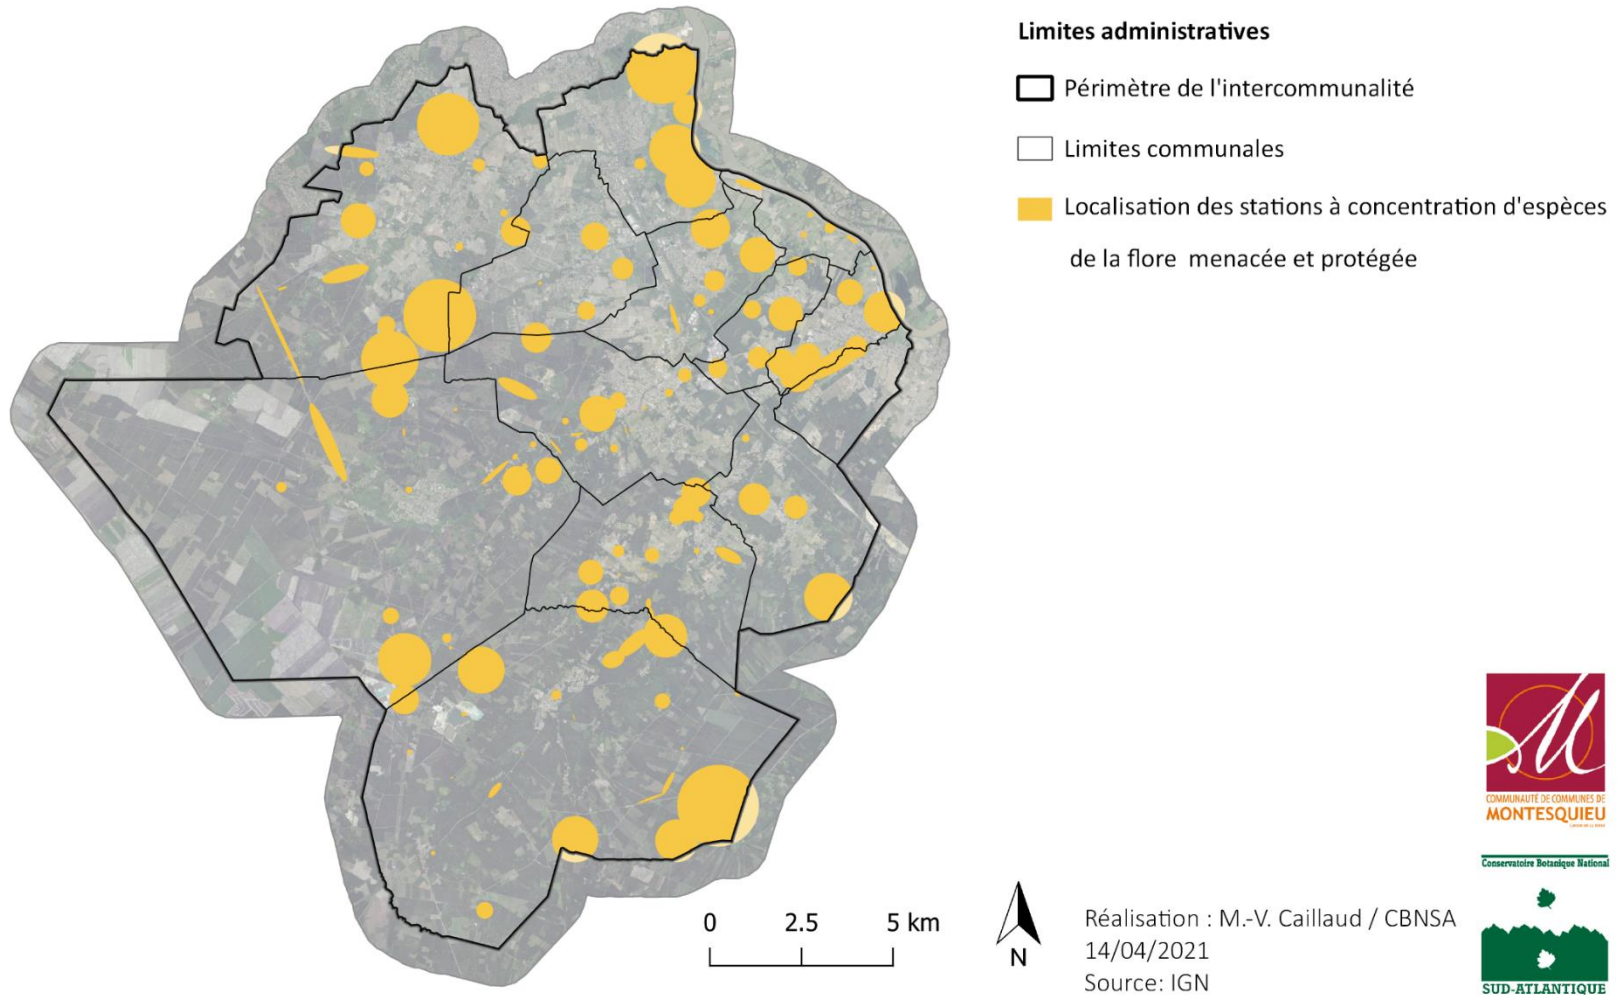 Limites administratives
Périmètre de l'intercommunalité
Limites communales
Localisation des stations à concentration d'espèces
de la flore menacée et protégée
M
COMMUNAUTÉ DE COMMUNES DE
MONTESQUIEU
Conservatoire Botanique National
SUD-ATLANTIQUE
0 2.5 5 km
N
Réalisation : M.-V. Caillaud / CBNSA
14/04/2021
Source: IGN